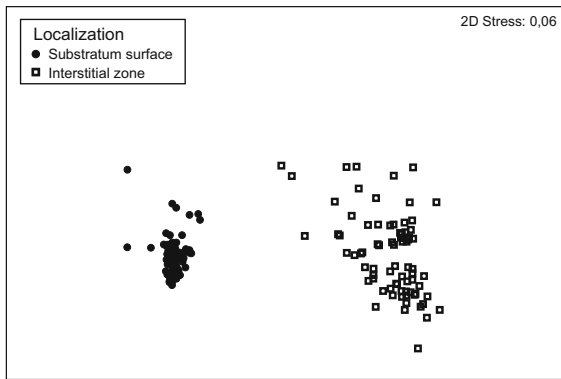 2D Stress: 0,06
Localization
Substratum surface
Interstitial zone